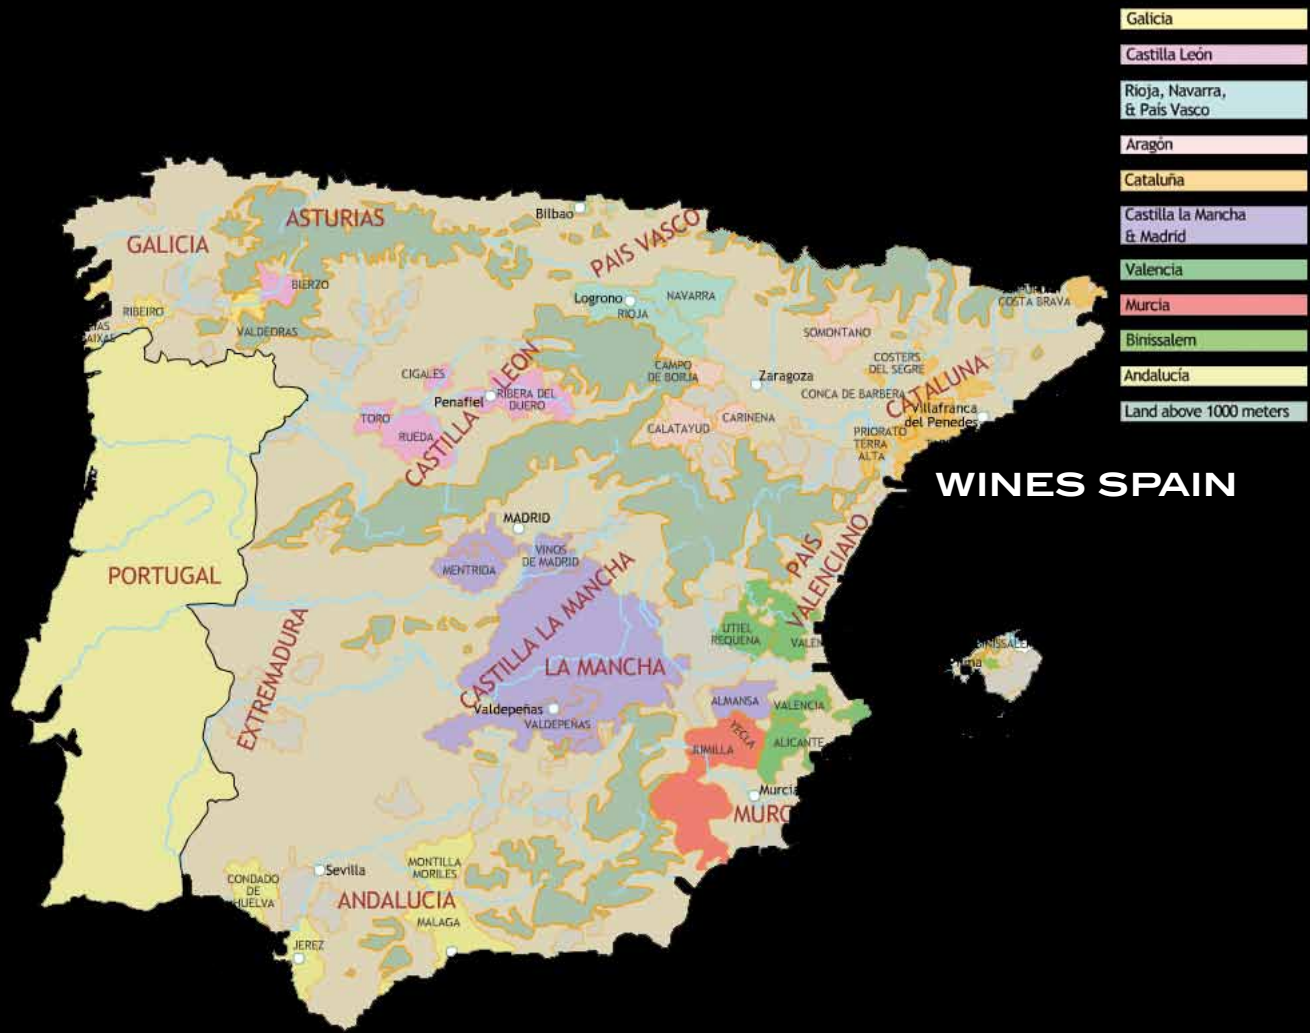 Galicia
Castilla León
Rioja, Navarra,
& País Vasco
Aragón
Cataluña
Castilla la Mancha
& Madrid
Valencia
Murcia
Binissalem
Andalucía
Land above 1000 meters
WINES SPAIN
ASTURIAS
GALICIA
Bilbao
PAIS VASCO
BIERZO
RIBEIRO
VALDEORAS
Logrono
NAVARRA
RIOJA
COSTA BRAVA
SOMONTANO
COSTERS
DEL SEGRE
CAMPO
DE BORJA
Zaragoza
CONCA DE BARBERA
CATALUNA
Villafranca
del Penedes
CIGALES
CASTILLA LEON
Penafiel
RIBERA DEL
DUERO
TORO
RUEDA
CALATAYUD
CARINENA
PRIORATO
TERRA
ALTA
MADRID
VINOS
DE MADRID
MENTRIDA
PORTUGAL
PAIS
VALENCIANO
EXTREMADURA
CASTILLA LA MANCHA
LA MANCHA
UTIEL
REQUENA
VALEN
Valdepeñas
VALDEPEÑAS
ALMANSA
VALENCIA
YECLA
JUMILLA
ALICANTE
Murcia
MURC
MONTILLA
MORILES
Sevilla
CONDADO
DE
HUELVA
ANDALUCIA
MALAGA
JEREZ